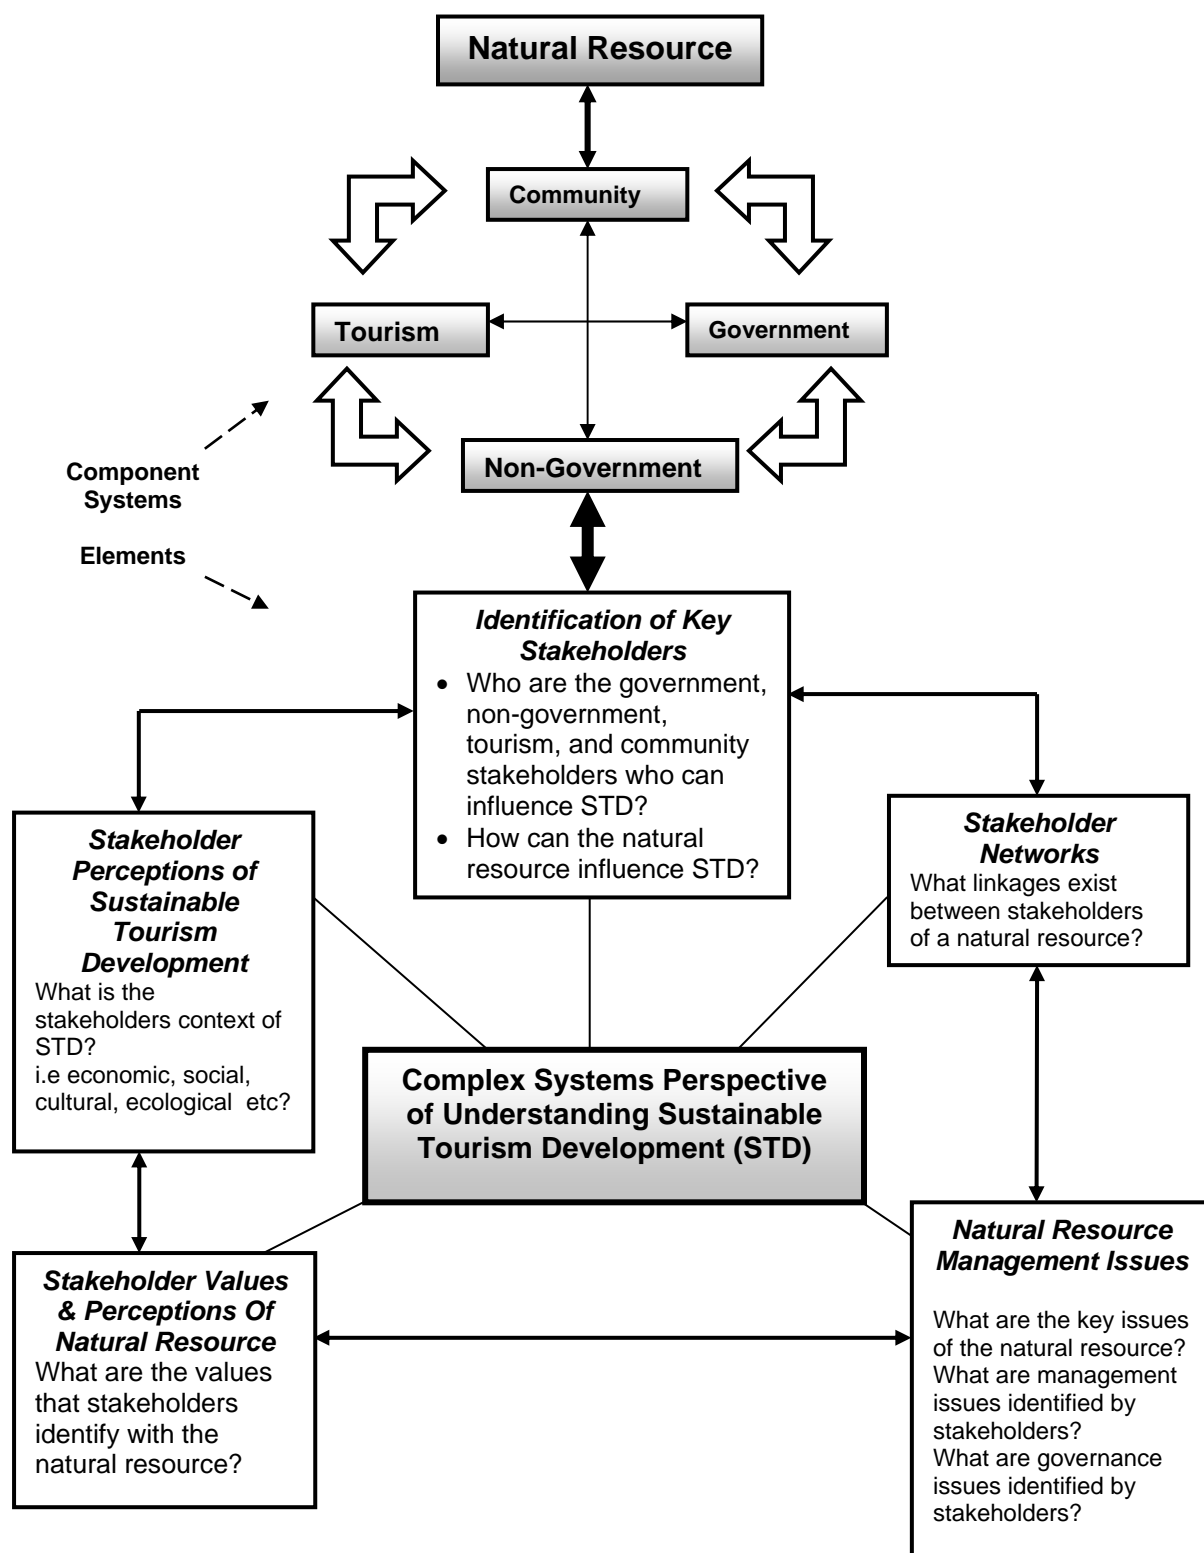 Natural Resource
Community
Tourism
Government
Non-Government
Component
Systems
Elements
Identification of Key
Stakeholders
• Who are the government,
non-government,
tourism, and community
stakeholders who can
influence STD?
• How can the natural
resource influence STD?
Stakeholder
Perceptions of
Sustainable
Tourism
Development
What is the
stakeholders context of
STD?
i.e economic, social,
cultural, ecological etc?
Stakeholder
Networks
What linkages exist
between stakeholders
of a natural resource?
Complex Systems Perspective
of Understanding Sustainable
Tourism Development (STD)
Stakeholder Values
& Perceptions Of
Natural Resource
What are the values
that stakeholders
identify with the
natural resource?
Natural Resource
Management Issues
What are the key issues
of the natural resource?
What are management
issues identified by
stakeholders?
What are governance
issues identified by
stakeholders?